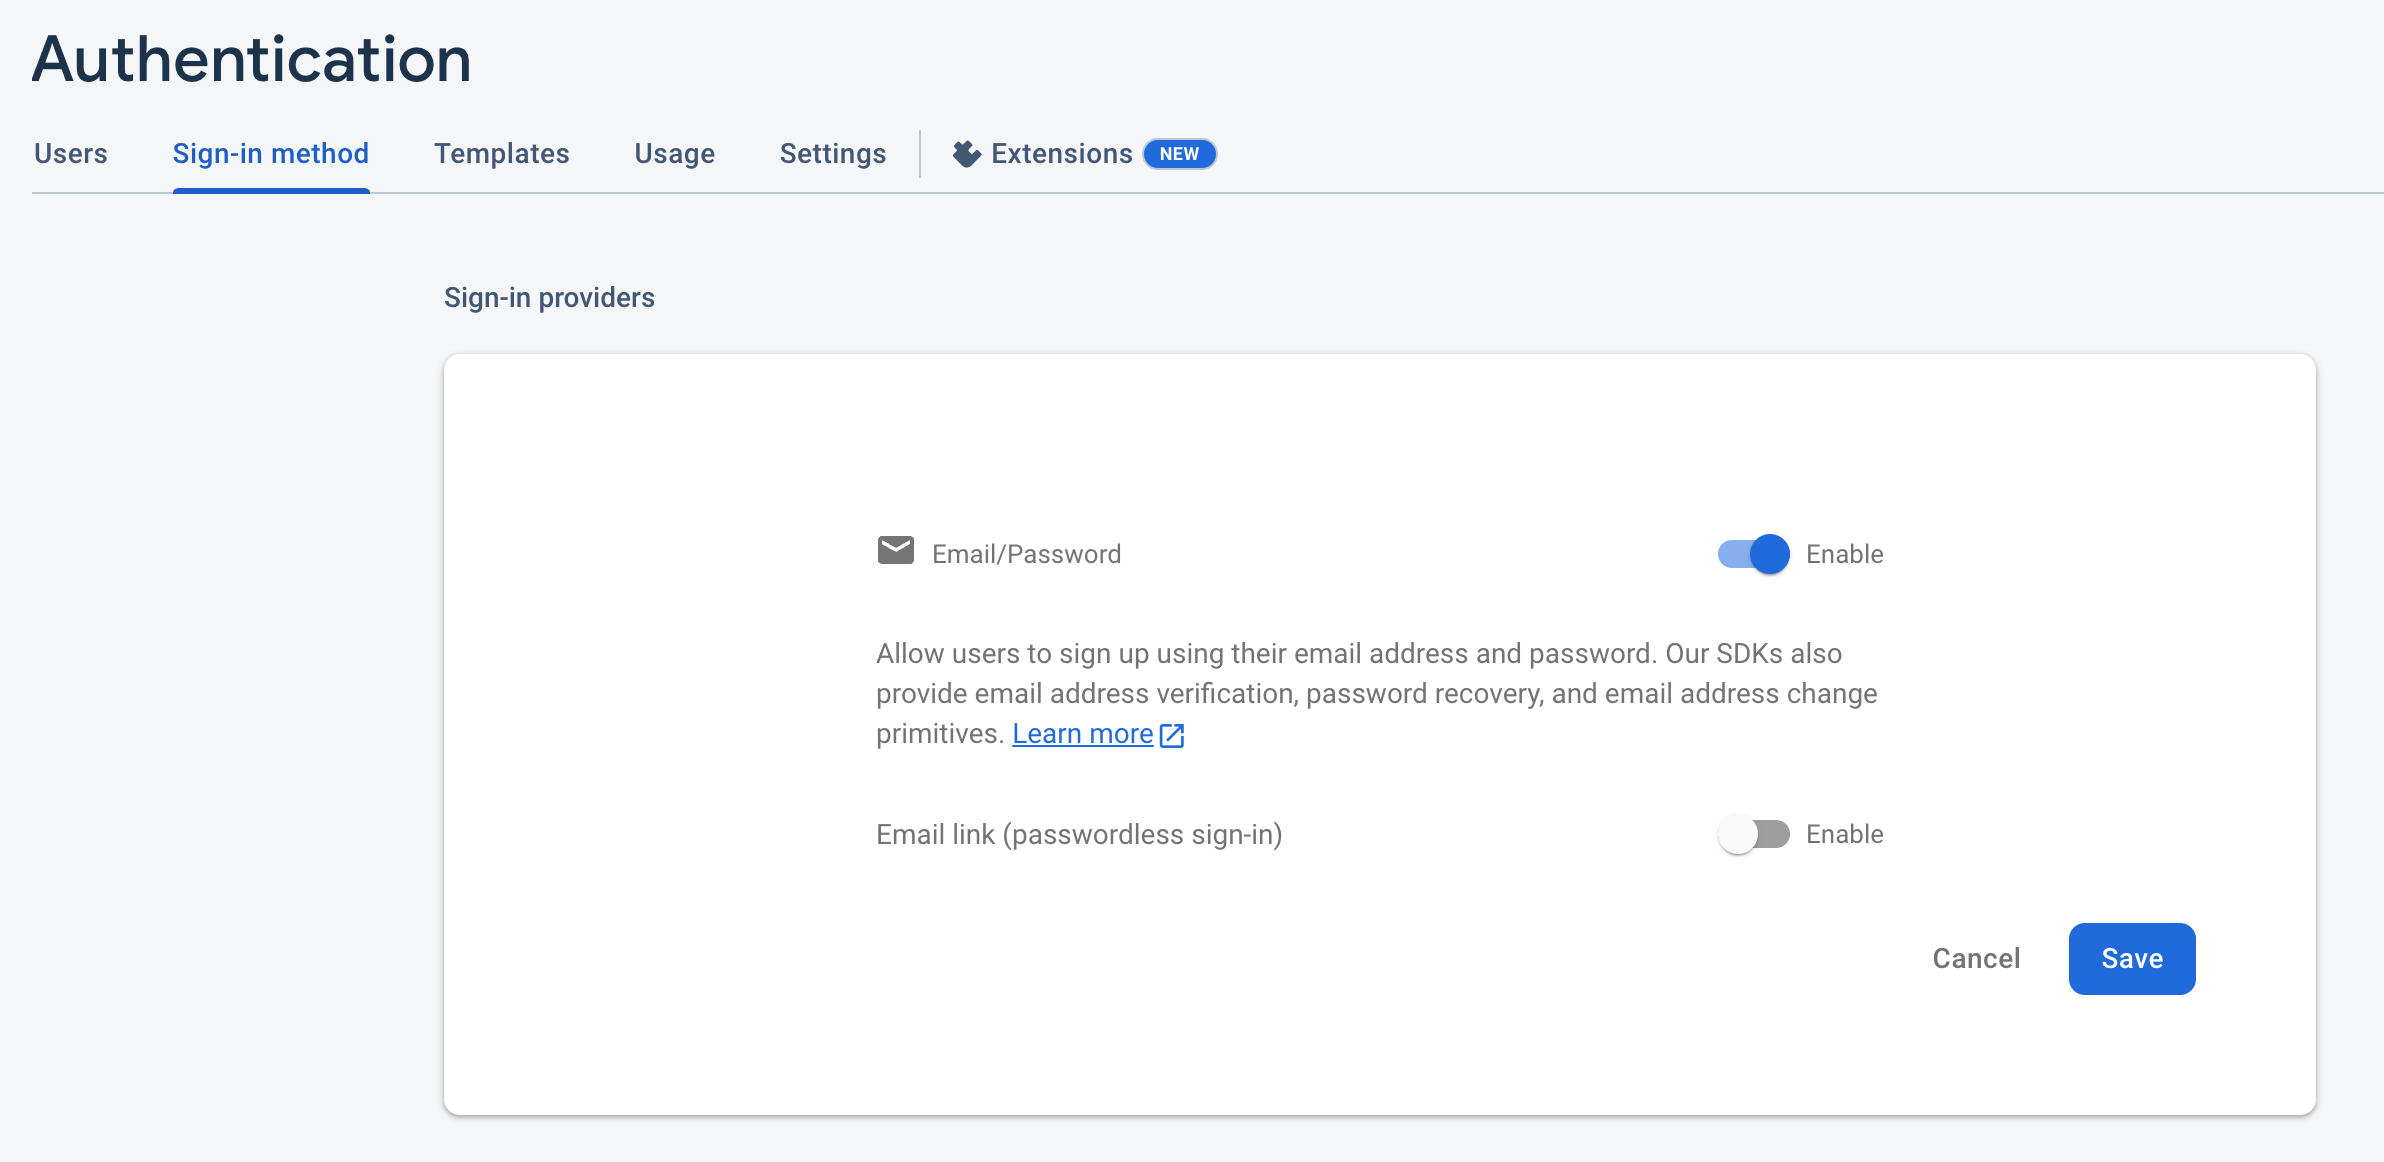 Authentication
Users Sign-in method Templates Usage Settings Extensions NEW
Sign-in providers
Email/Password Enable
Allow users to sign up using their email address and password. Our SDKs also
provide email address verification, password recovery, and email address change
primitives. Learn more
Email link (passwordless sign-in) Enable
Cancel Save